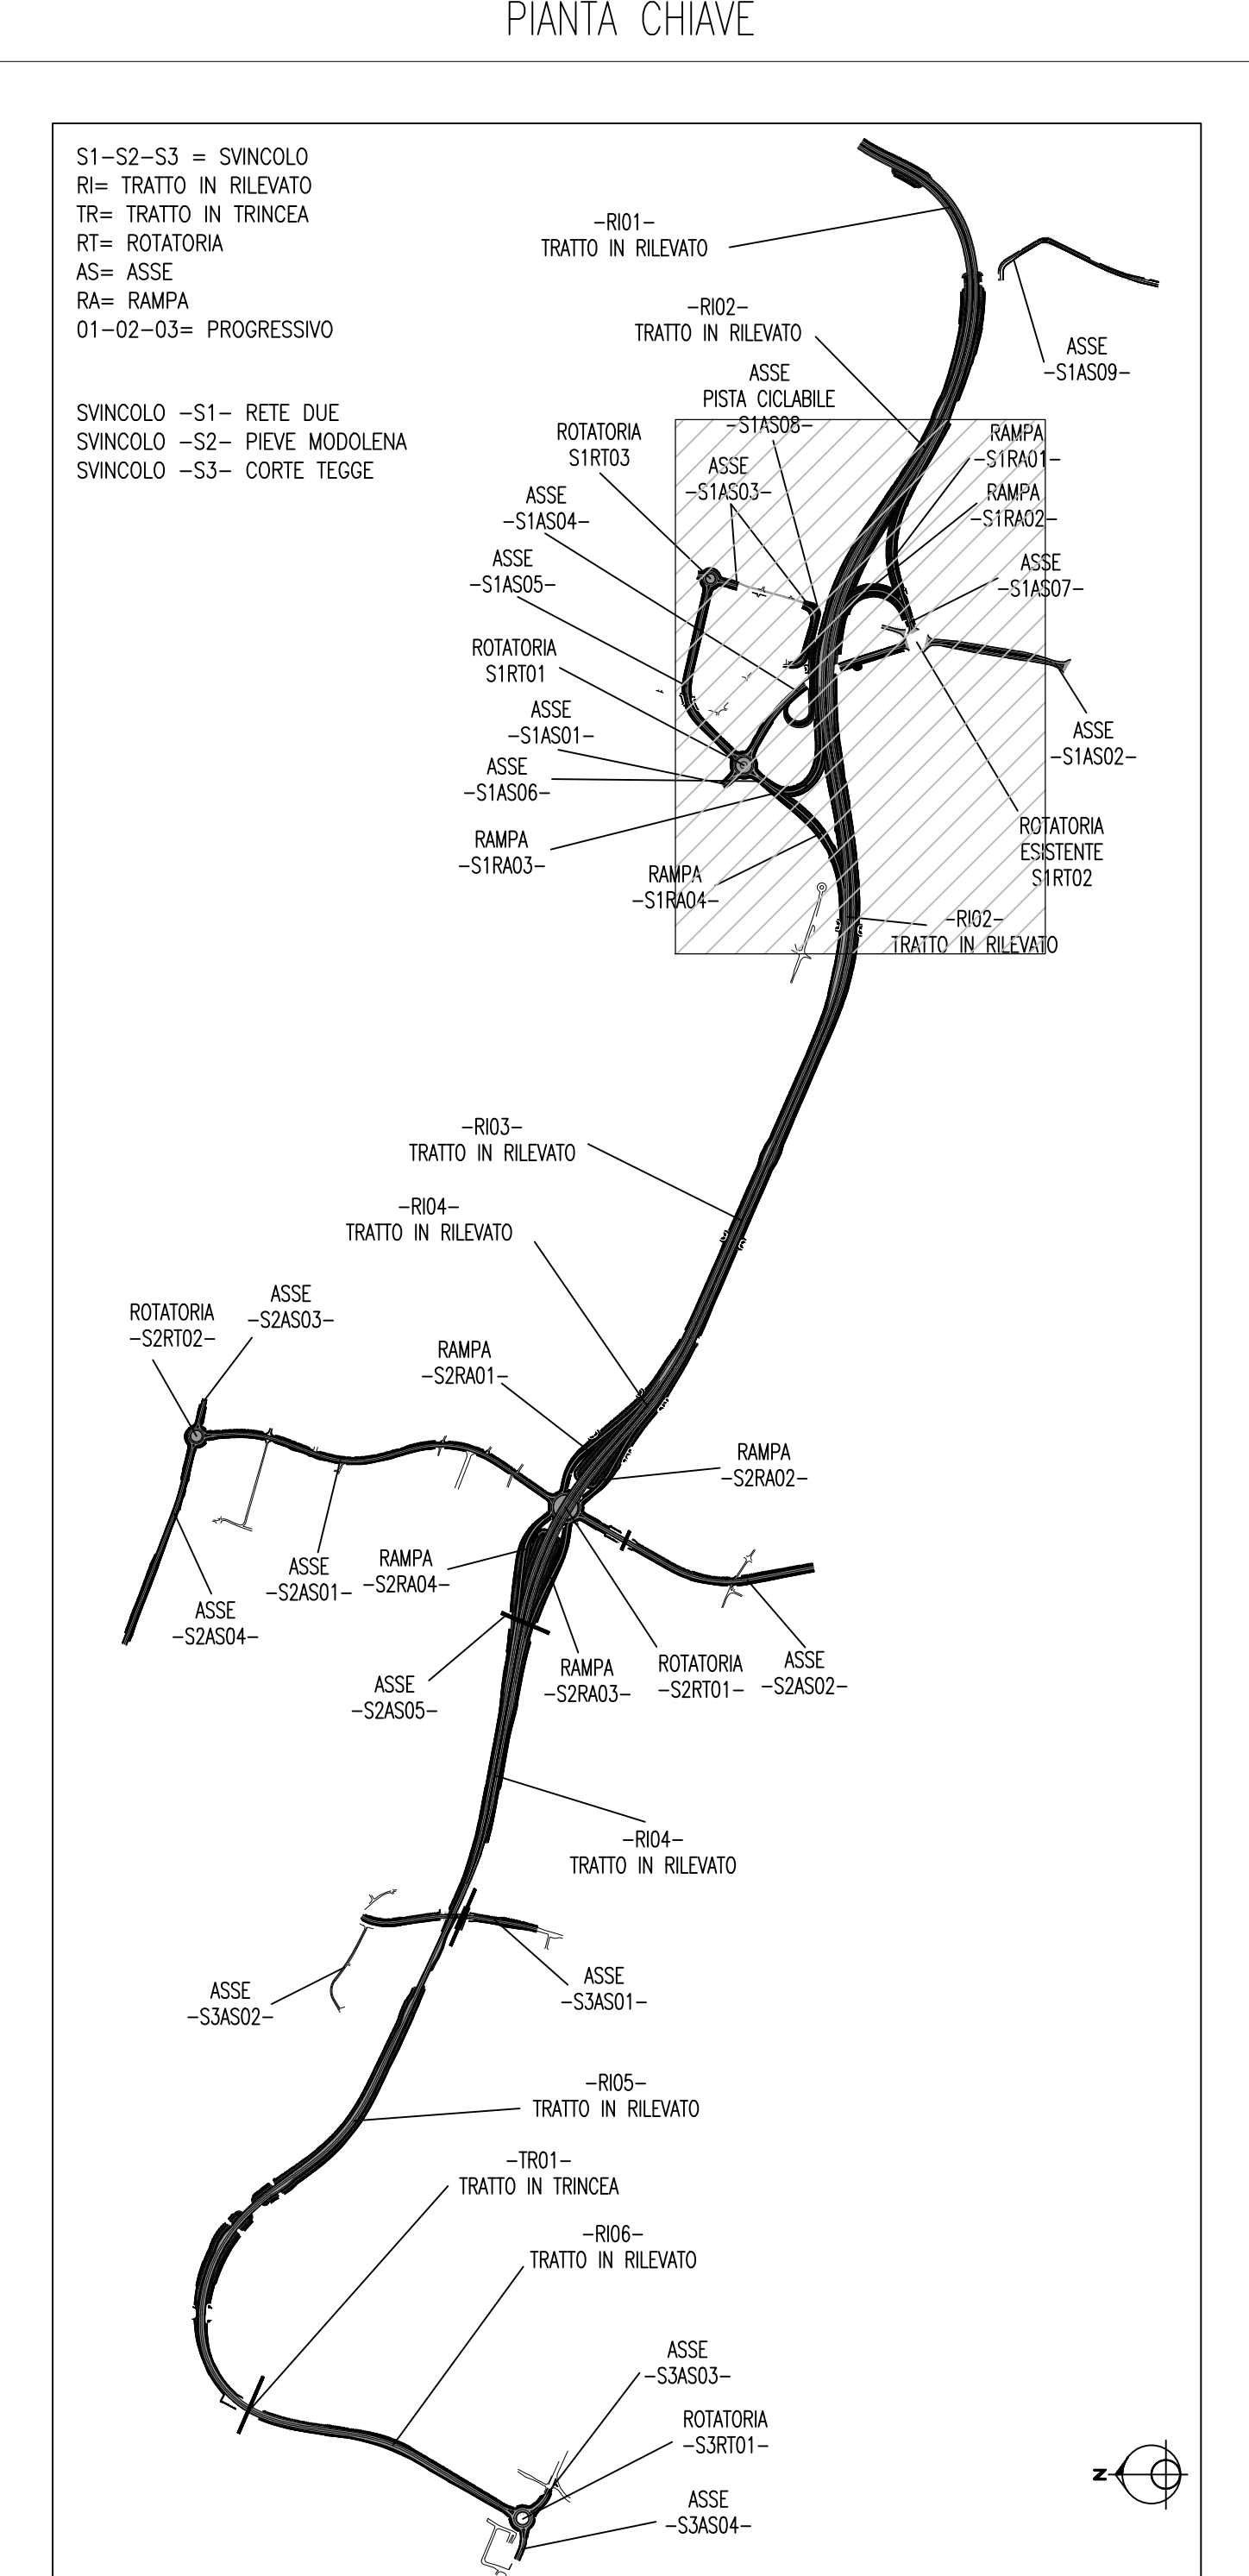 PIANTA CHIAVE
S1-S2-S3 = SVINCOLO
RI= TRATTO IN RILEVATO
TR= TRATTO IN TRINCEA
RT= ROTATORIA
AS= ASSE
RA= RAMPA
01-02-03= PROGRESSIVO
SVINCOLO -S1- RETE DUE
SVINCOLO -S2- PIEVE MODOLENA
SVINCOLO -S3- CORTE TEGGE
-RI01-
TRATTO IN RILEVATO
-RI02-
TRATTO IN RILEVATO
ASSE
-S1AS09-
ASSE
PISTA CICLABILE
-S1AS08-
ROTATORIA
S1RT03
RAMPA
-S1RA01-
ASSE
-S1AS03-
ASSE
-S1AS04-
RAMPA
-S1RA02-
ASSE
-S1AS05-
ASSE
-S1AS07-
ROTATORIA
S1RT01
ASSE
-S1AS01-
ASSE
-S1AS02-
ASSE
-S1AS06-
RAMPA
-S1RA03-
ROTATORIA
ESISTENTE
S1RT02
RAMPA
-S1RA04-
-RI02-
TRATTO IN RILEVATO
-RI03-
TRATTO IN RILEVATO
-RI04-
TRATTO IN RILEVATO
ASSE
-S2AS03-
ROTATORIA
-S2RT02-
RAMPA
-S2RA01-
RAMPA
-S2RA02-
ASSE
-S2AS01-
RAMPA
-S2RA04-
ASSE
-S2AS04-
ASSE
-S2AS05-
RAMPA
-S2RA03-
ROTATORIA
-S2RT01-
ASSE
-S2AS02-
-RI04-
TRATTO IN RILEVATO
ASSE
-S3AS02-
ASSE
-S3AS01-
-RI05-
TRATTO IN RILEVATO
-TR01-
TRATTO IN TRINCEA
-RI06-
TRATTO IN RILEVATO
ASSE
-S3AS03-
ROTATORIA
-S3RT01-
ASSE
-S3AS04-
N